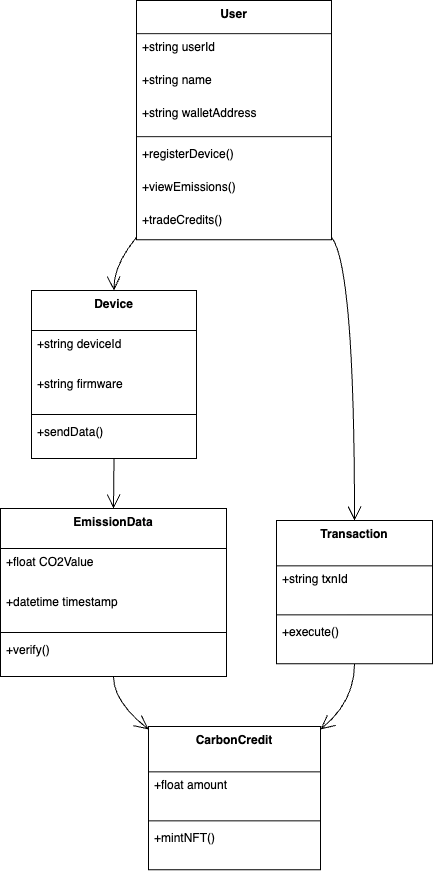 User
+string userId
+string name
+string walletAddress
+registerDevice()
+viewEmissions()
+tradeCredits()
Device
+string deviceId
+string firmware
+sendData()
EmissionData
+float CO2Value
+datetime timestamp
+verify()
Transaction
+string txnId
+execute()
CarbonCredit
+float amount
+mintNFT()